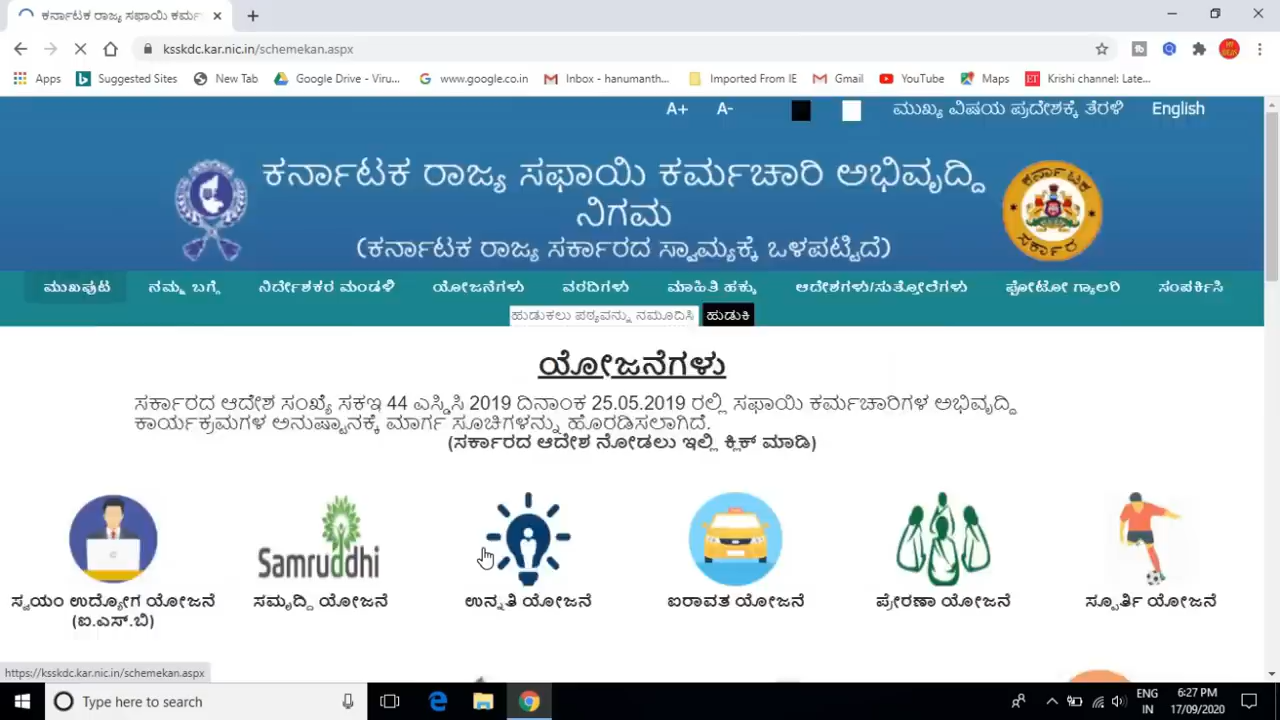 ಕರ್ನಾಟಕ ರಾಜ್ಯ ಸಫಾಯಿ ಕರ್ಮ
ksskdc.kar.nic.in/schemekan.aspx
Apps Suggested Sites New Tab Google Drive - Viru... www.google.co.in Inbox - hanumanth... Imported From IE Gmail YouTube Maps Krishi channel: Late...
A+ A- ಮುಖ್ಯ ವಿಷಯ ಪ್ರದೇಶಕ್ಕೆ ತೆರಳಿ English
ಕರ್ನಾಟಕ ರಾಜ್ಯ ಸಫಾಯಿ ಕರ್ಮಚಾರಿ ಅಭಿವೃದ್ಧಿ
ನಿಗಮ
(ಕರ್ನಾಟಕ ರಾಜ್ಯ ಸರ್ಕಾರದ ಸ್ವಾಮ್ಯಕ್ಕೆ ಒಳಪಟ್ಟಿದೆ)
ಕರ್ನಾಟಕ
ಸರ್ಕಾರ
ಮುಖಪುಟ ನಮ್ಮ ಬಗ್ಗೆ ನಿರ್ದೇಶಕರ ಮಂಡಳಿ ಯೋಜನೆಗಳು ವರದಿಗಳು ಮಾಹಿತಿ ಹಕ್ಕು ಆದೇಶಗಳು/ಸುತ್ತೋಲೆಗಳು ಫೋಟೋ ಗ್ಯಾಲರಿ ಸಂಪರ್ಕಿಸಿ
ಹುಡುಕಲು ಪಠ್ಯವನ್ನು ನಮೂದಿಸಿ ಹುಡುಕಿ
ಯೋಜನೆಗಳು
ಸರ್ಕಾರದ ಆದೇಶ ಸಂಖ್ಯೆ ಸಕಇ 44 ಎಸ್ಡಿಸಿ 2019 ದಿನಾಂಕ 25.05.2019 ರಲ್ಲಿ ಸಫಾಯಿ ಕರ್ಮಚಾರಿಗಳ ಅಭಿವೃದ್ಧಿ
ಕಾರ್ಯಕ್ರಮಗಳ ಅನುಷ್ಠಾನಕ್ಕೆ ಮಾರ್ಗ ಸೂಚಿಗಳನ್ನು ಹೊರಡಿಸಲಾಗಿದೆ.
(ಸರ್ಕಾರದ ಆದೇಶ ನೋಡಲು ಇಲ್ಲಿ ಕ್ಲಿಕ್ ಮಾಡಿ)
Samruddhi
ಸ್ವಯಂ ಉದ್ಯೋಗ ಯೋಜನೆ ಸಮೃದ್ಧಿ ಯೋಜನೆ ಉನ್ನತಿ ಯೋಜನೆ ಐರಾವತ ಯೋಜನೆ ಪ್ರೇರಣಾ ಯೋಜನೆ ಸ್ಪೂರ್ತಿ ಯೋಜನೆ
(ಐ.ಎಸ್.ಬಿ)
https://ksskdc.kar.nic.in/schemekan.aspx
Type here to search
ENG
IN
6:27 PM
17/09/2020